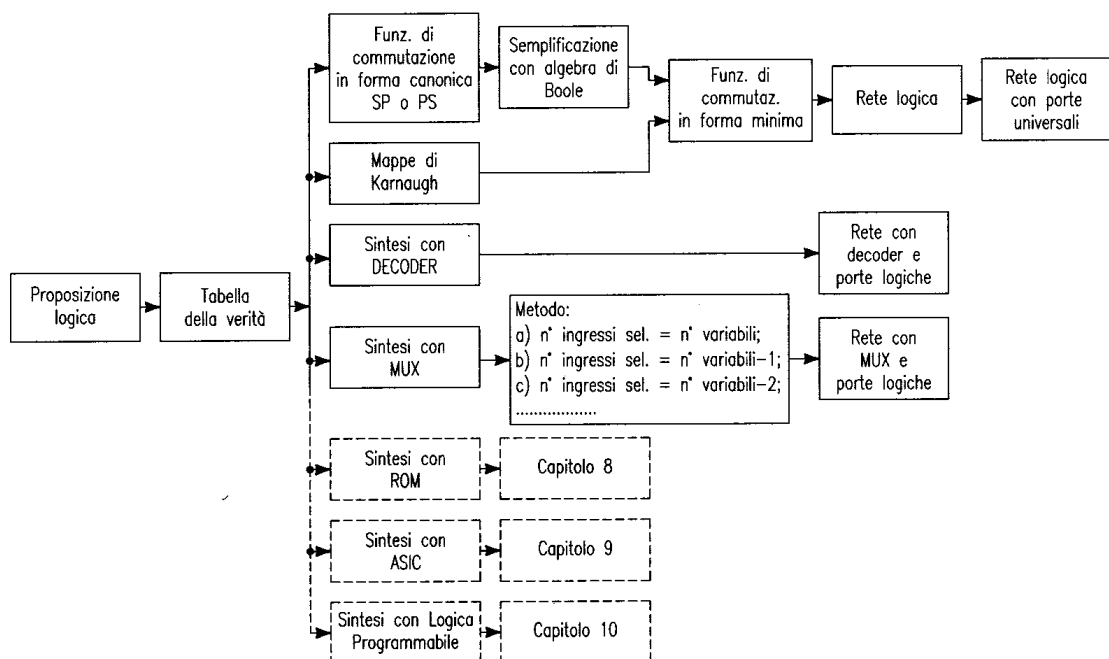 Funz. di
commutazione
in forma canonica
SP o PS
Semplificazione
con algebra di
Boole
Funz. di
commutaz.
in forma minima
Rete logica
Rete logica
con porte
universali
Mappe di
Karnaugh
Sintesi con
DECODER
Rete con
decoder e
porte logiche
Proposizione
logica
Tabella
della verità
Sintesi con
MUX
Metodo:
a) n° ingressi sel. = n° variabili;
b) n° ingressi sel. = n° variabili-1;
c) n° ingressi sel. = n° variabili-2;
..................
Rete con
MUX e
porte logiche
Sintesi con
ROM
Capitolo 8
Sintesi con
ASIC
Capitolo 9
Sintesi con Logica
Programmabile
Capitolo 10